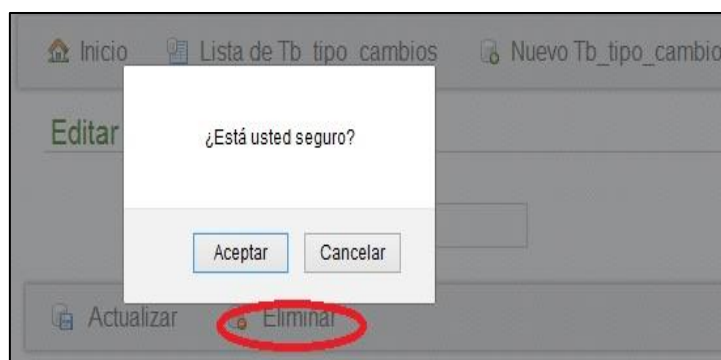 Inicio Lista de Tb_tipo_cambios Nuevo Tb_tipo_cambio
Editar
¿Está usted seguro?
Aceptar Cancelar
Actualizar Eliminar